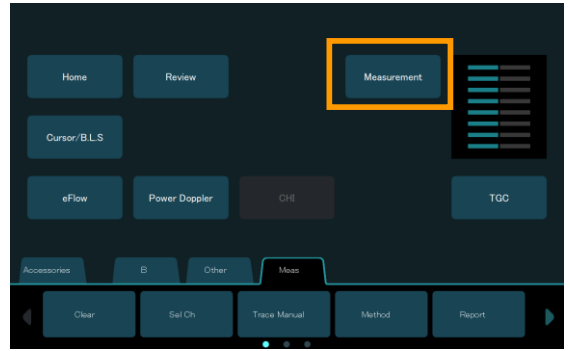 Home
Review
Measurement
Cursor/B.L.S
eFlow
Power Doppler
CHI
TGC
Accessories
B
Other
Meas
Clear
Sel Ch
Trace Manual
Method
Report